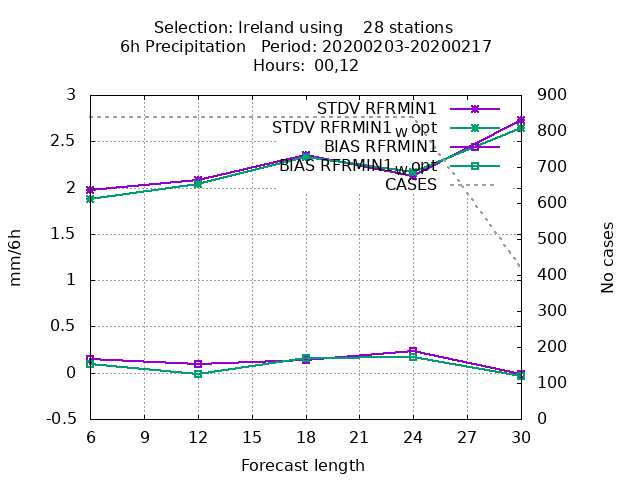 Selection: Ireland using    28 stations
6h Precipitation   Period: 20200203-20200217
Hours:  00,12
STDV RFRMIN1
STDV RFRMIN1_w opt
BIAS RFRMIN1
BIAS RFRMIN1_w opt
CASES
3
2.5
2
1.5
1
0.5
0
-0.5
mm/6h
900
800
700
600
500
400
300
200
100
0
No cases
6 9 12 15 18 21 24 27 30
Forecast length